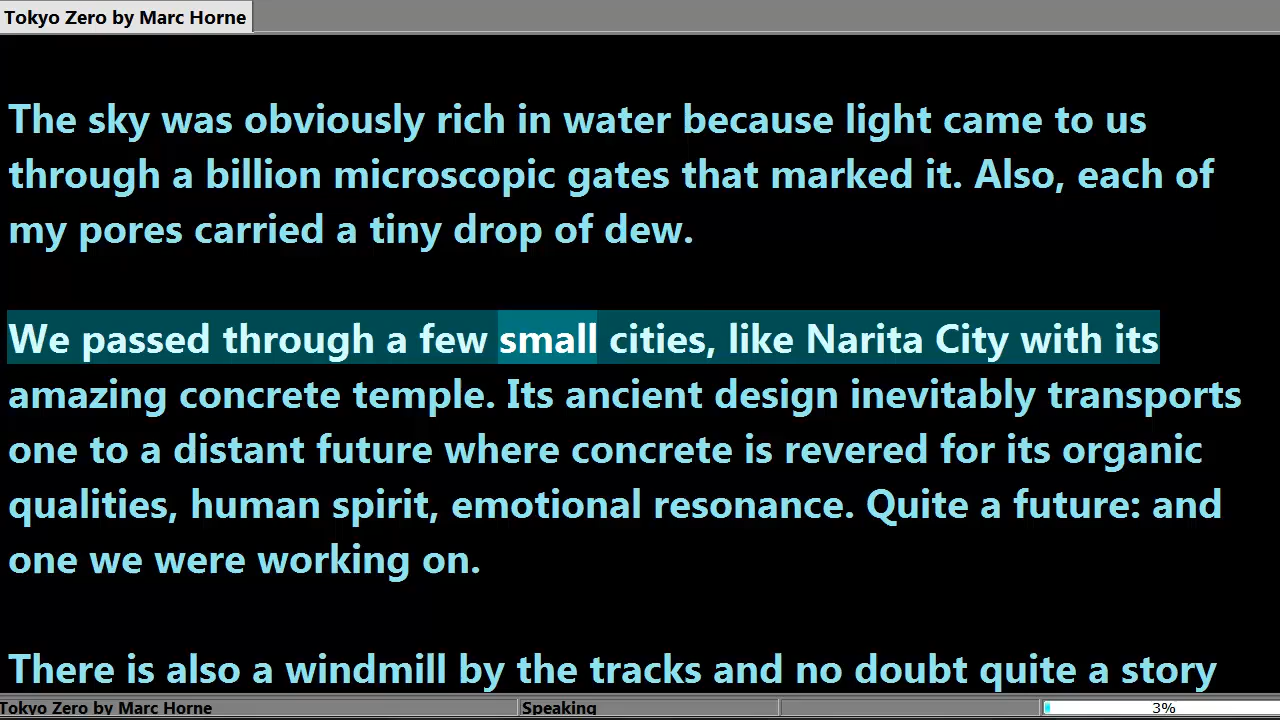 Tokyo Zero by Marc Horne
The sky was obviously rich in water because light came to us
through a billion microscopic gates that marked it. Also, each of
my pores carried a tiny drop of dew.
We passed through a few small cities, like Narita City with its
amazing concrete temple. Its ancient design inevitably transports
one to a distant future where concrete is revered for its organic
qualities, human spirit, emotional resonance. Quite a future: and
one we were working on.
There is also a windmill by the tracks and no doubt quite a story
Tokyo Zero by Marc Horne Speaking 3%